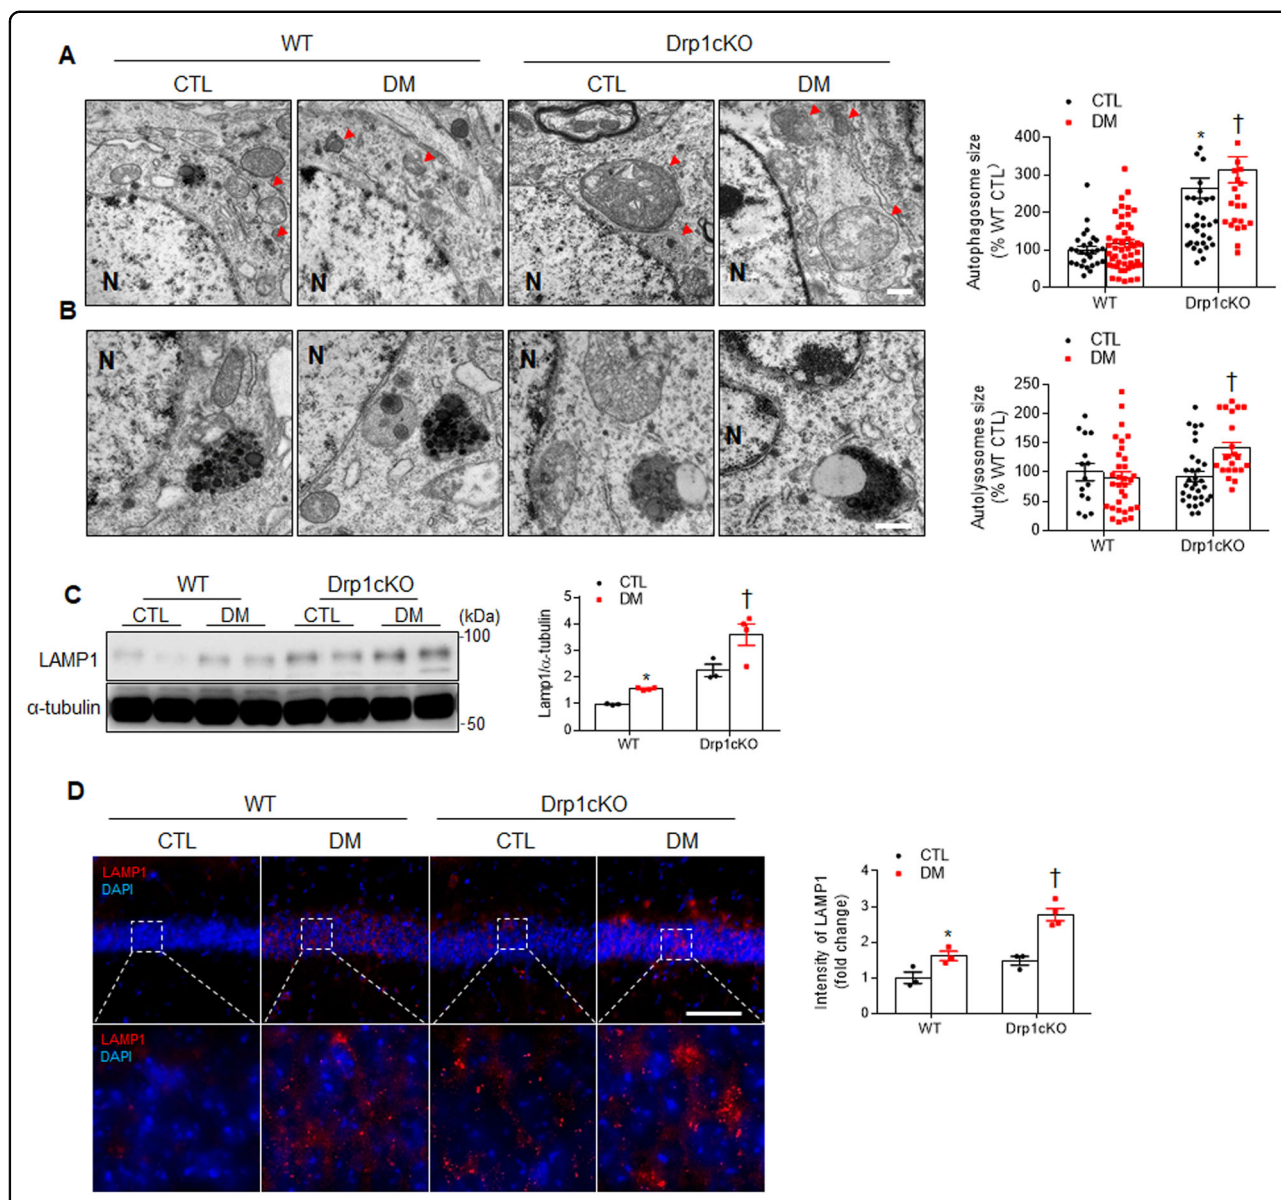 A
WT
Drp1cKO
CTL
DM
CTL
DM
N
N
N
N
CTL
DM
Autophagosome size
(% WT CTL)
400
300
200
100
0
*
†
WT
Drp1cKO
B
N
N
N
N
CTL
DM
Autolysosomes size
(% WT CTL)
250
200
150
100
50
0
†
WT
Drp1cKO
C
WT
Drp1cKO
CTL
DM
CTL
DM
(kDa)
LAMP1
-100
α-tubulin
-50
CTL
DM
Lamp1/α-tubulin
5
4
3
2
1
0
*
†
WT
Drp1cKO
D
WT
Drp1cKO
CTL
DM
CTL
DM
LAMP1
DAPI
LAMP1
DAPI
CTL
DM
Intensity of LAMP1
(fold change)
4
3
2
1
0
*
†
WT
Drp1cKO